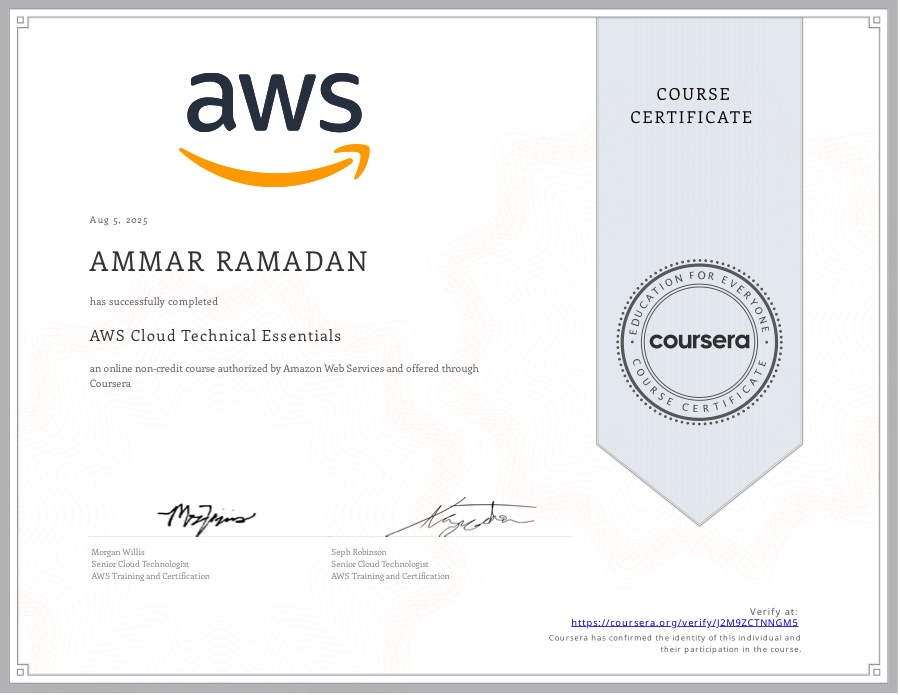 aws
COURSE
CERTIFICATE
Aug 5, 2025
AMMAR RAMADAN
has successfully completed
AWS Cloud Technical Essentials
an online non-credit course authorized by Amazon Web Services and offered through
Coursera
EDUCATION FOR EVERYONE
coursera
COURSE CERTIFICATE
Morgan Willis
Senior Cloud Technologist
AWS Training and Certification
Seph Robinson
Senior Cloud Technologist
AWS Training and Certification
Verify at:
https://coursera.org/verify/J2M9ZCTNNGM5
Coursera has confirmed the identity of this individual and
their participation in the course.